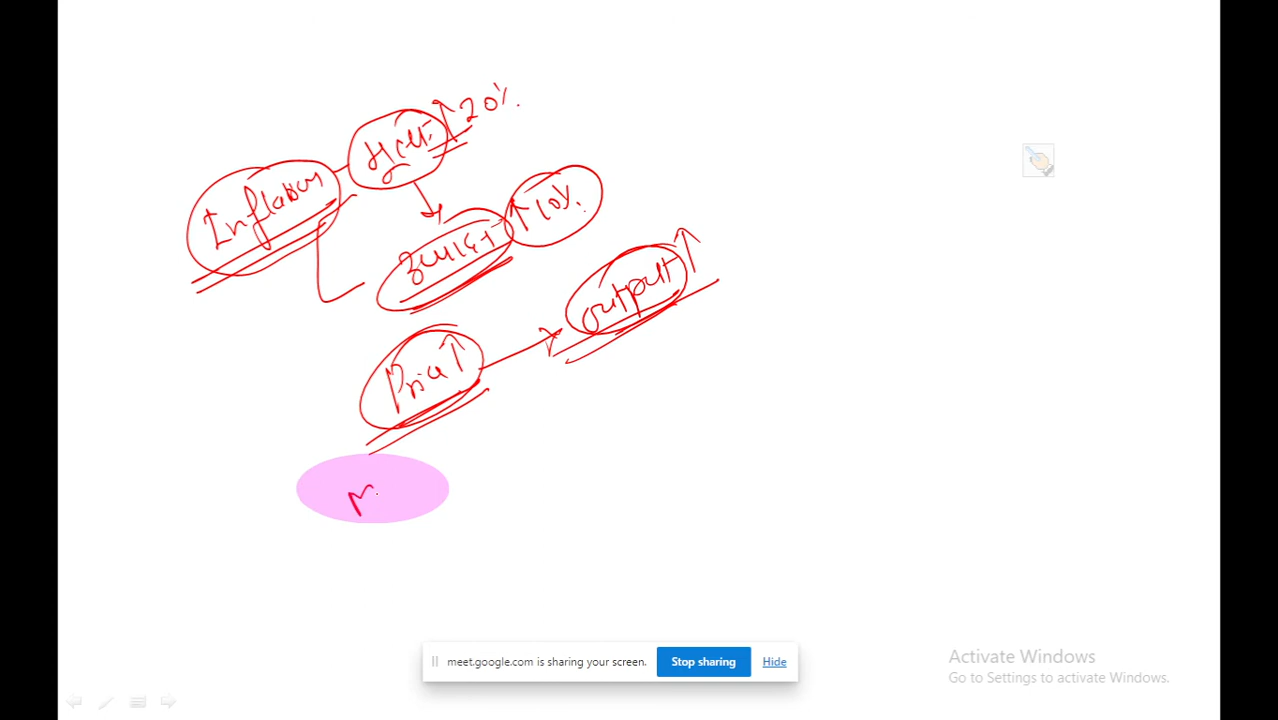 ↑ 20%.
Inflation
↑ 10%.
output ↑
Price ↑
meet.google.com is sharing your screen.
Stop sharing
Hide
Activate Windows
Go to Settings to activate Windows.